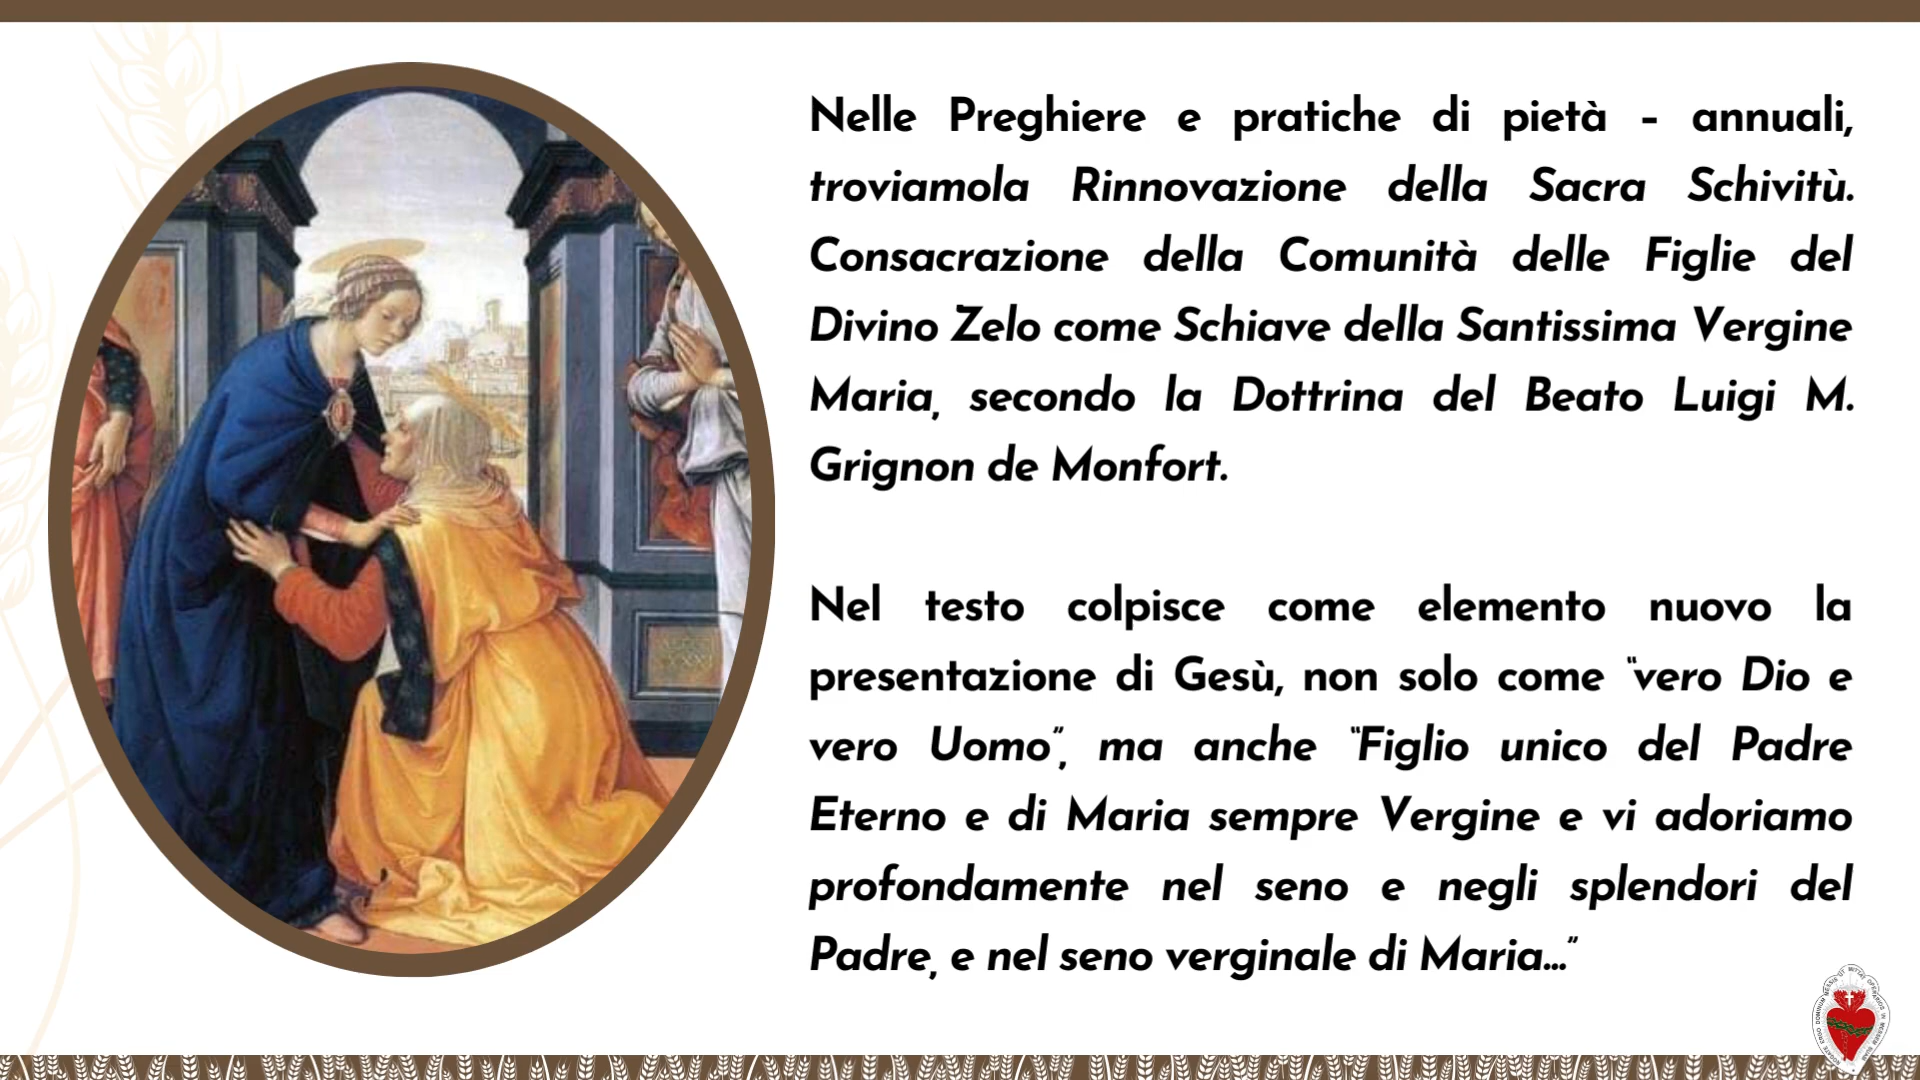 Nelle Preghiere e pratiche di pietà – annuali,
troviamola Rinnovazione della Sacra Schivitù.
Consacrazione della Comunità delle Figlie del
Divino Zelo come Schiave della Santissima Vergine
Maria, secondo la Dottrina del Beato Luigi M.
Grignon de Monfort.
Nel testo colpisce come elemento nuovo la
presentazione di Gesù, non solo come “vero Dio e
vero Uomo”, ma anche “Figlio unico del Padre
Eterno e di Maria sempre Vergine e vi adoriamo
profondamente nel seno e negli splendori del
Padre, e nel seno verginale di Maria...”